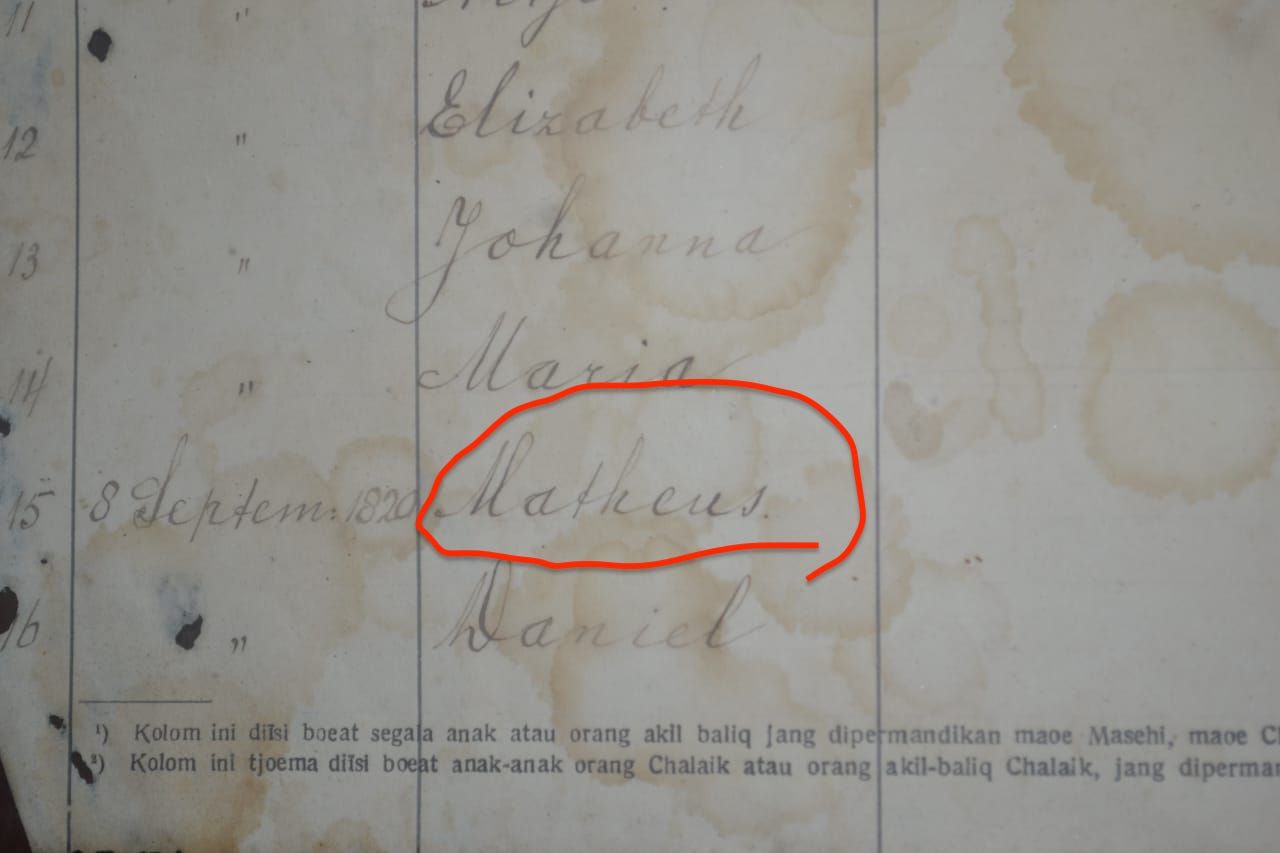 11 "
12 " Elizabeth
13 " Johanna
14 " Maria
15 8 Septem: 1820 Matheus.
16 " Daniel
¹) Kolom ini diïsi boeat segala anak atau orang akil baliq jang dipermandikan maoe Masehi, maoe
²) Kolom ini tjoema diïsi boeat anak-anak orang Chalaik atau orang akil-baliq Chalaik, jang